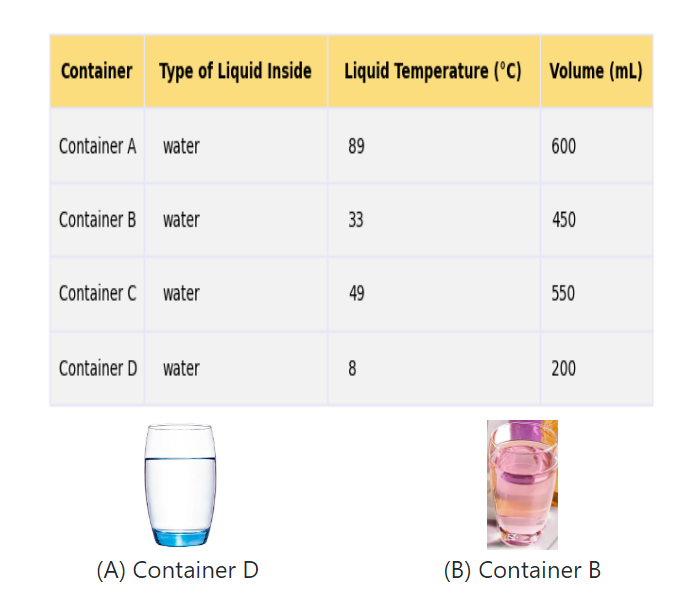 Container Type of Liquid Inside Liquid Temperature (°C) Volume (mL)
Container A water 89 600
Container B water 33 450
Container C water 49 550
Container D water 8 200
(A) Container D (B) Container B